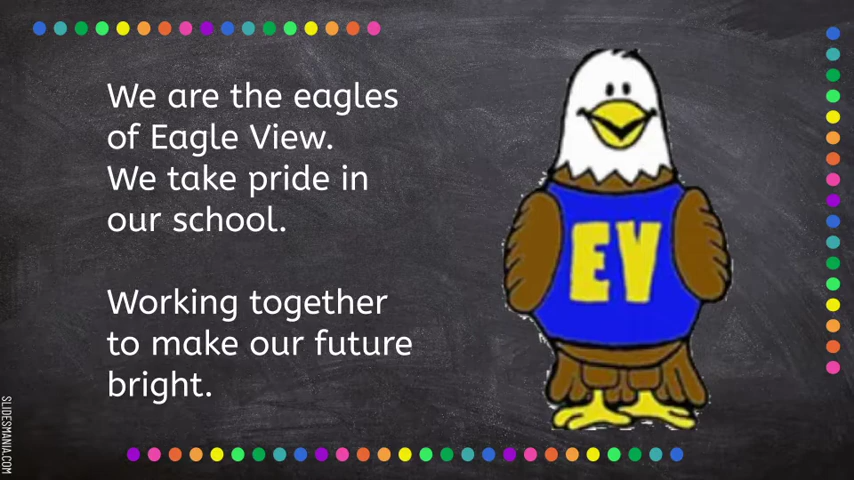 We are the eagles
of Eagle View.
We take pride in
our school.
Working together
to make our future
bright.
EV
SLIDESMANIA.COM